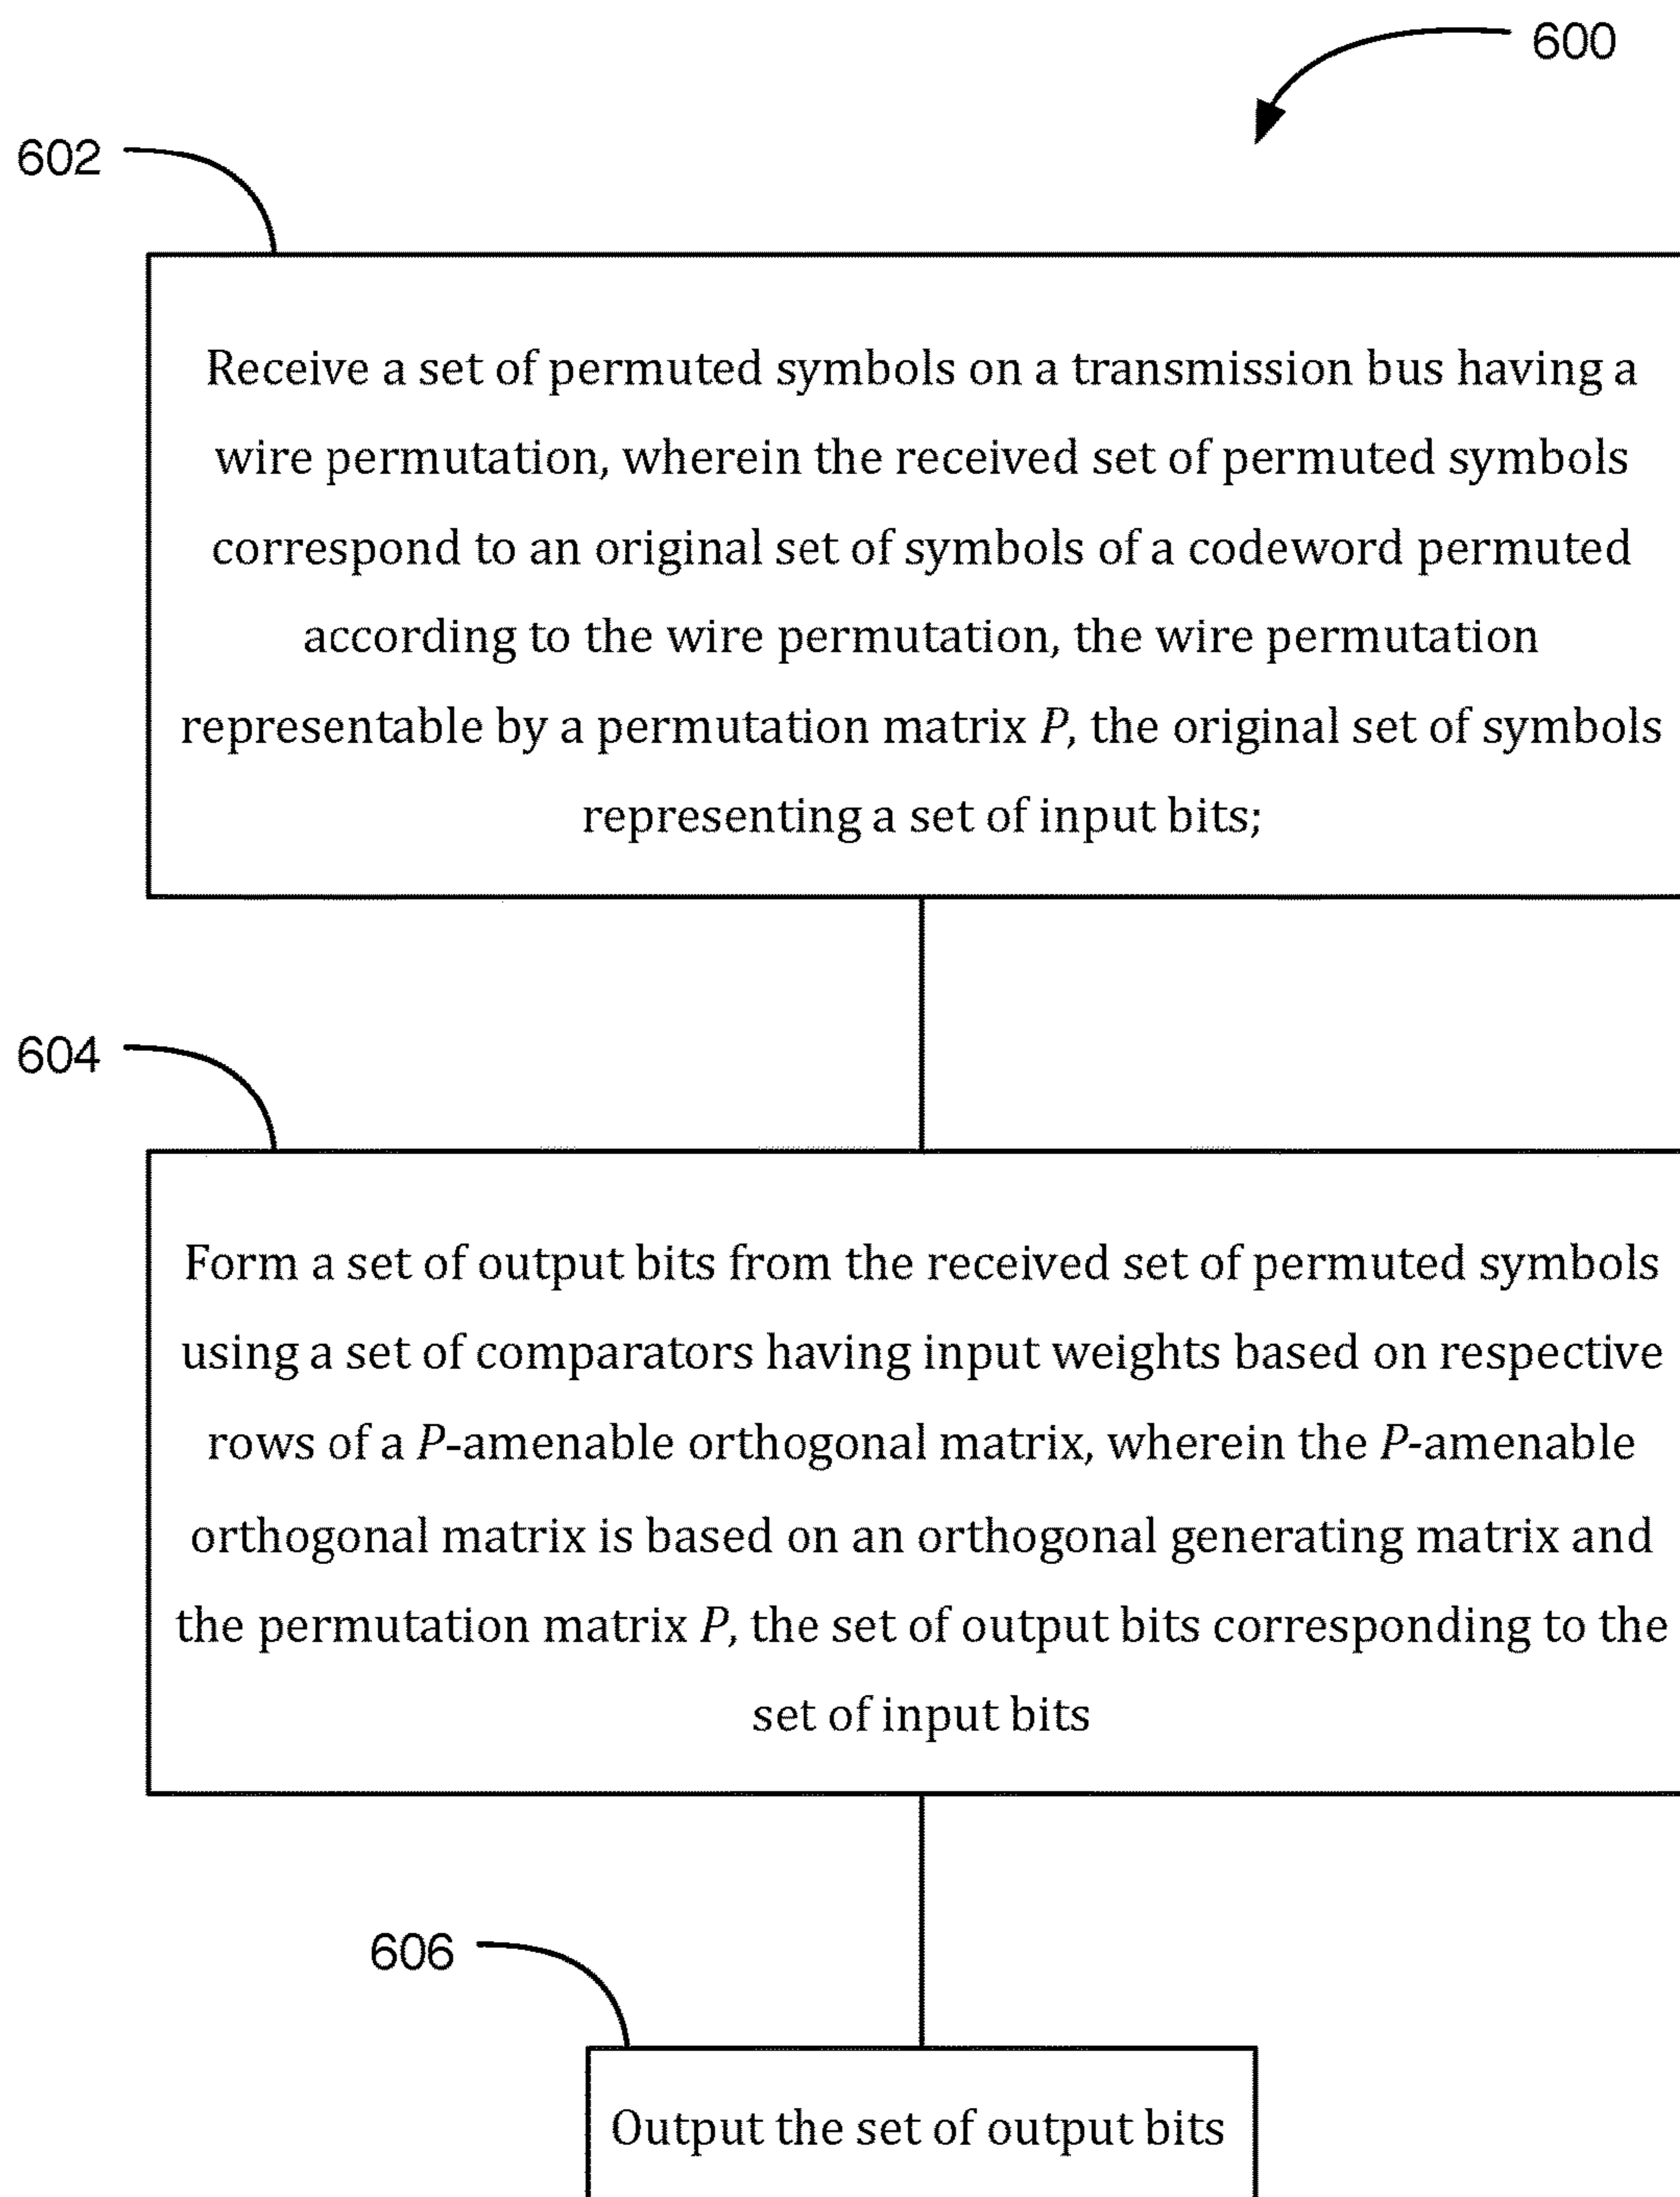 600
602
Receive a set of permuted symbols on a transmission bus having a
wire permutation, wherein the received set of permuted symbols
correspond to an original set of symbols of a codeword permuted
according to the wire permutation, the wire permutation
representable by a permutation matrix P, the original set of symbols
representing a set of input bits;
604
Form a set of output bits from the received set of permuted symbols
using a set of comparators having input weights based on respective
rows of a P-amenable orthogonal matrix, wherein the P-amenable
orthogonal matrix is based on an orthogonal generating matrix and
the permutation matrix P, the set of output bits corresponding to the
set of input bits
606
Output the set of output bits